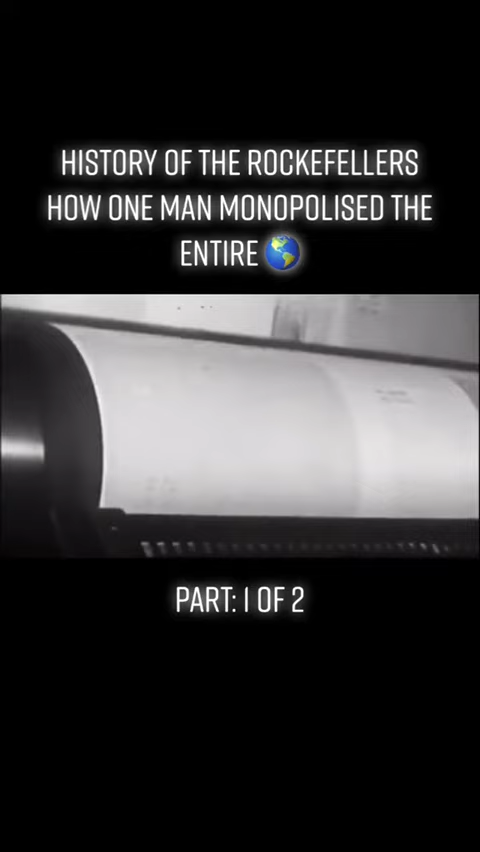 HISTORY OF THE ROCKEFELLERS
HOW ONE MAN MONOPOLISED THE
ENTIRE 🌎
PART: 1 OF 2